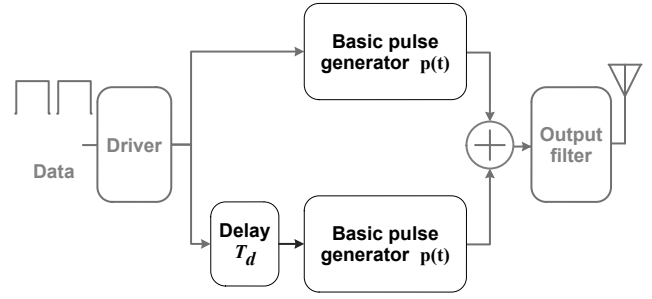 Basic pulse
generator p(t)
Data
Driver
Output
filter
Delay
T_d
Basic pulse
generator p(t)